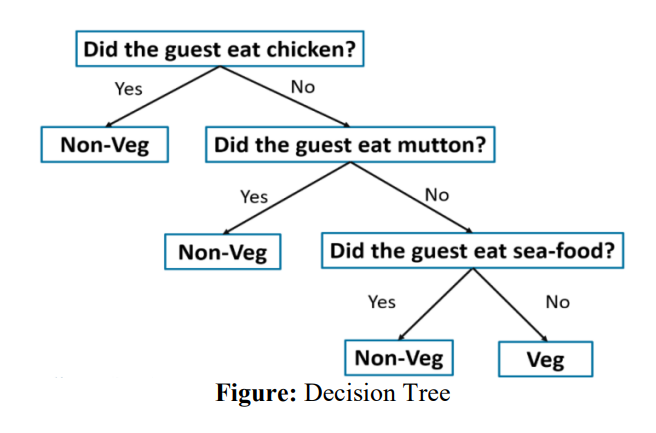 Did the guest eat chicken?
Yes
No
Non-Veg
Did the guest eat mutton?
Yes
No
Non-Veg
Did the guest eat sea-food?
Yes
No
Non-Veg
Veg
Figure: Decision Tree